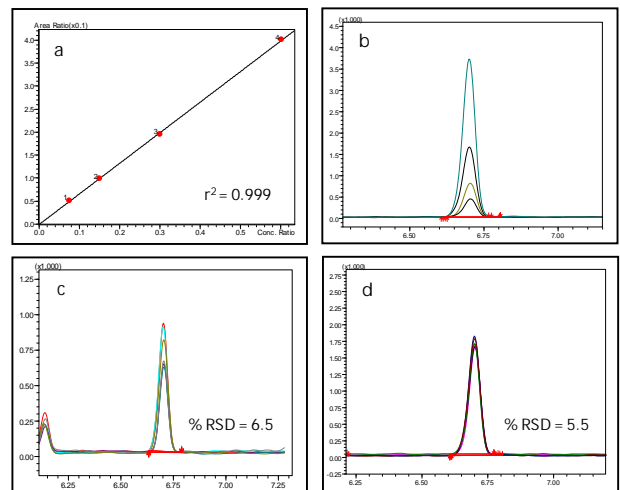 Area Ratio(x0.1)
a
4.0
3.5
3.0
2.5
2.0
1.5
1.0
0.5
0.0
1
2
3
4
r2 = 0.999
0.0 0.1 0.2 0.3 0.4 0.5 Conc. Ratio
(x1,000)
b
4.5
4.0
3.5
3.0
2.5
2.0
1.5
1.0
0.5
0.0
6.50 6.75 7.00
(x1,000)
c
1.25
1.00
0.75
0.50
0.25
0.00
% RSD = 6.5
6.25 6.50 6.75 7.00 7.25
(x1,000)
d
2.75
2.50
2.25
2.00
1.75
1.50
1.25
1.00
0.75
0.50
0.25
0.00
-0.25
% RSD = 5.5
6.25 6.50 6.75 7.00